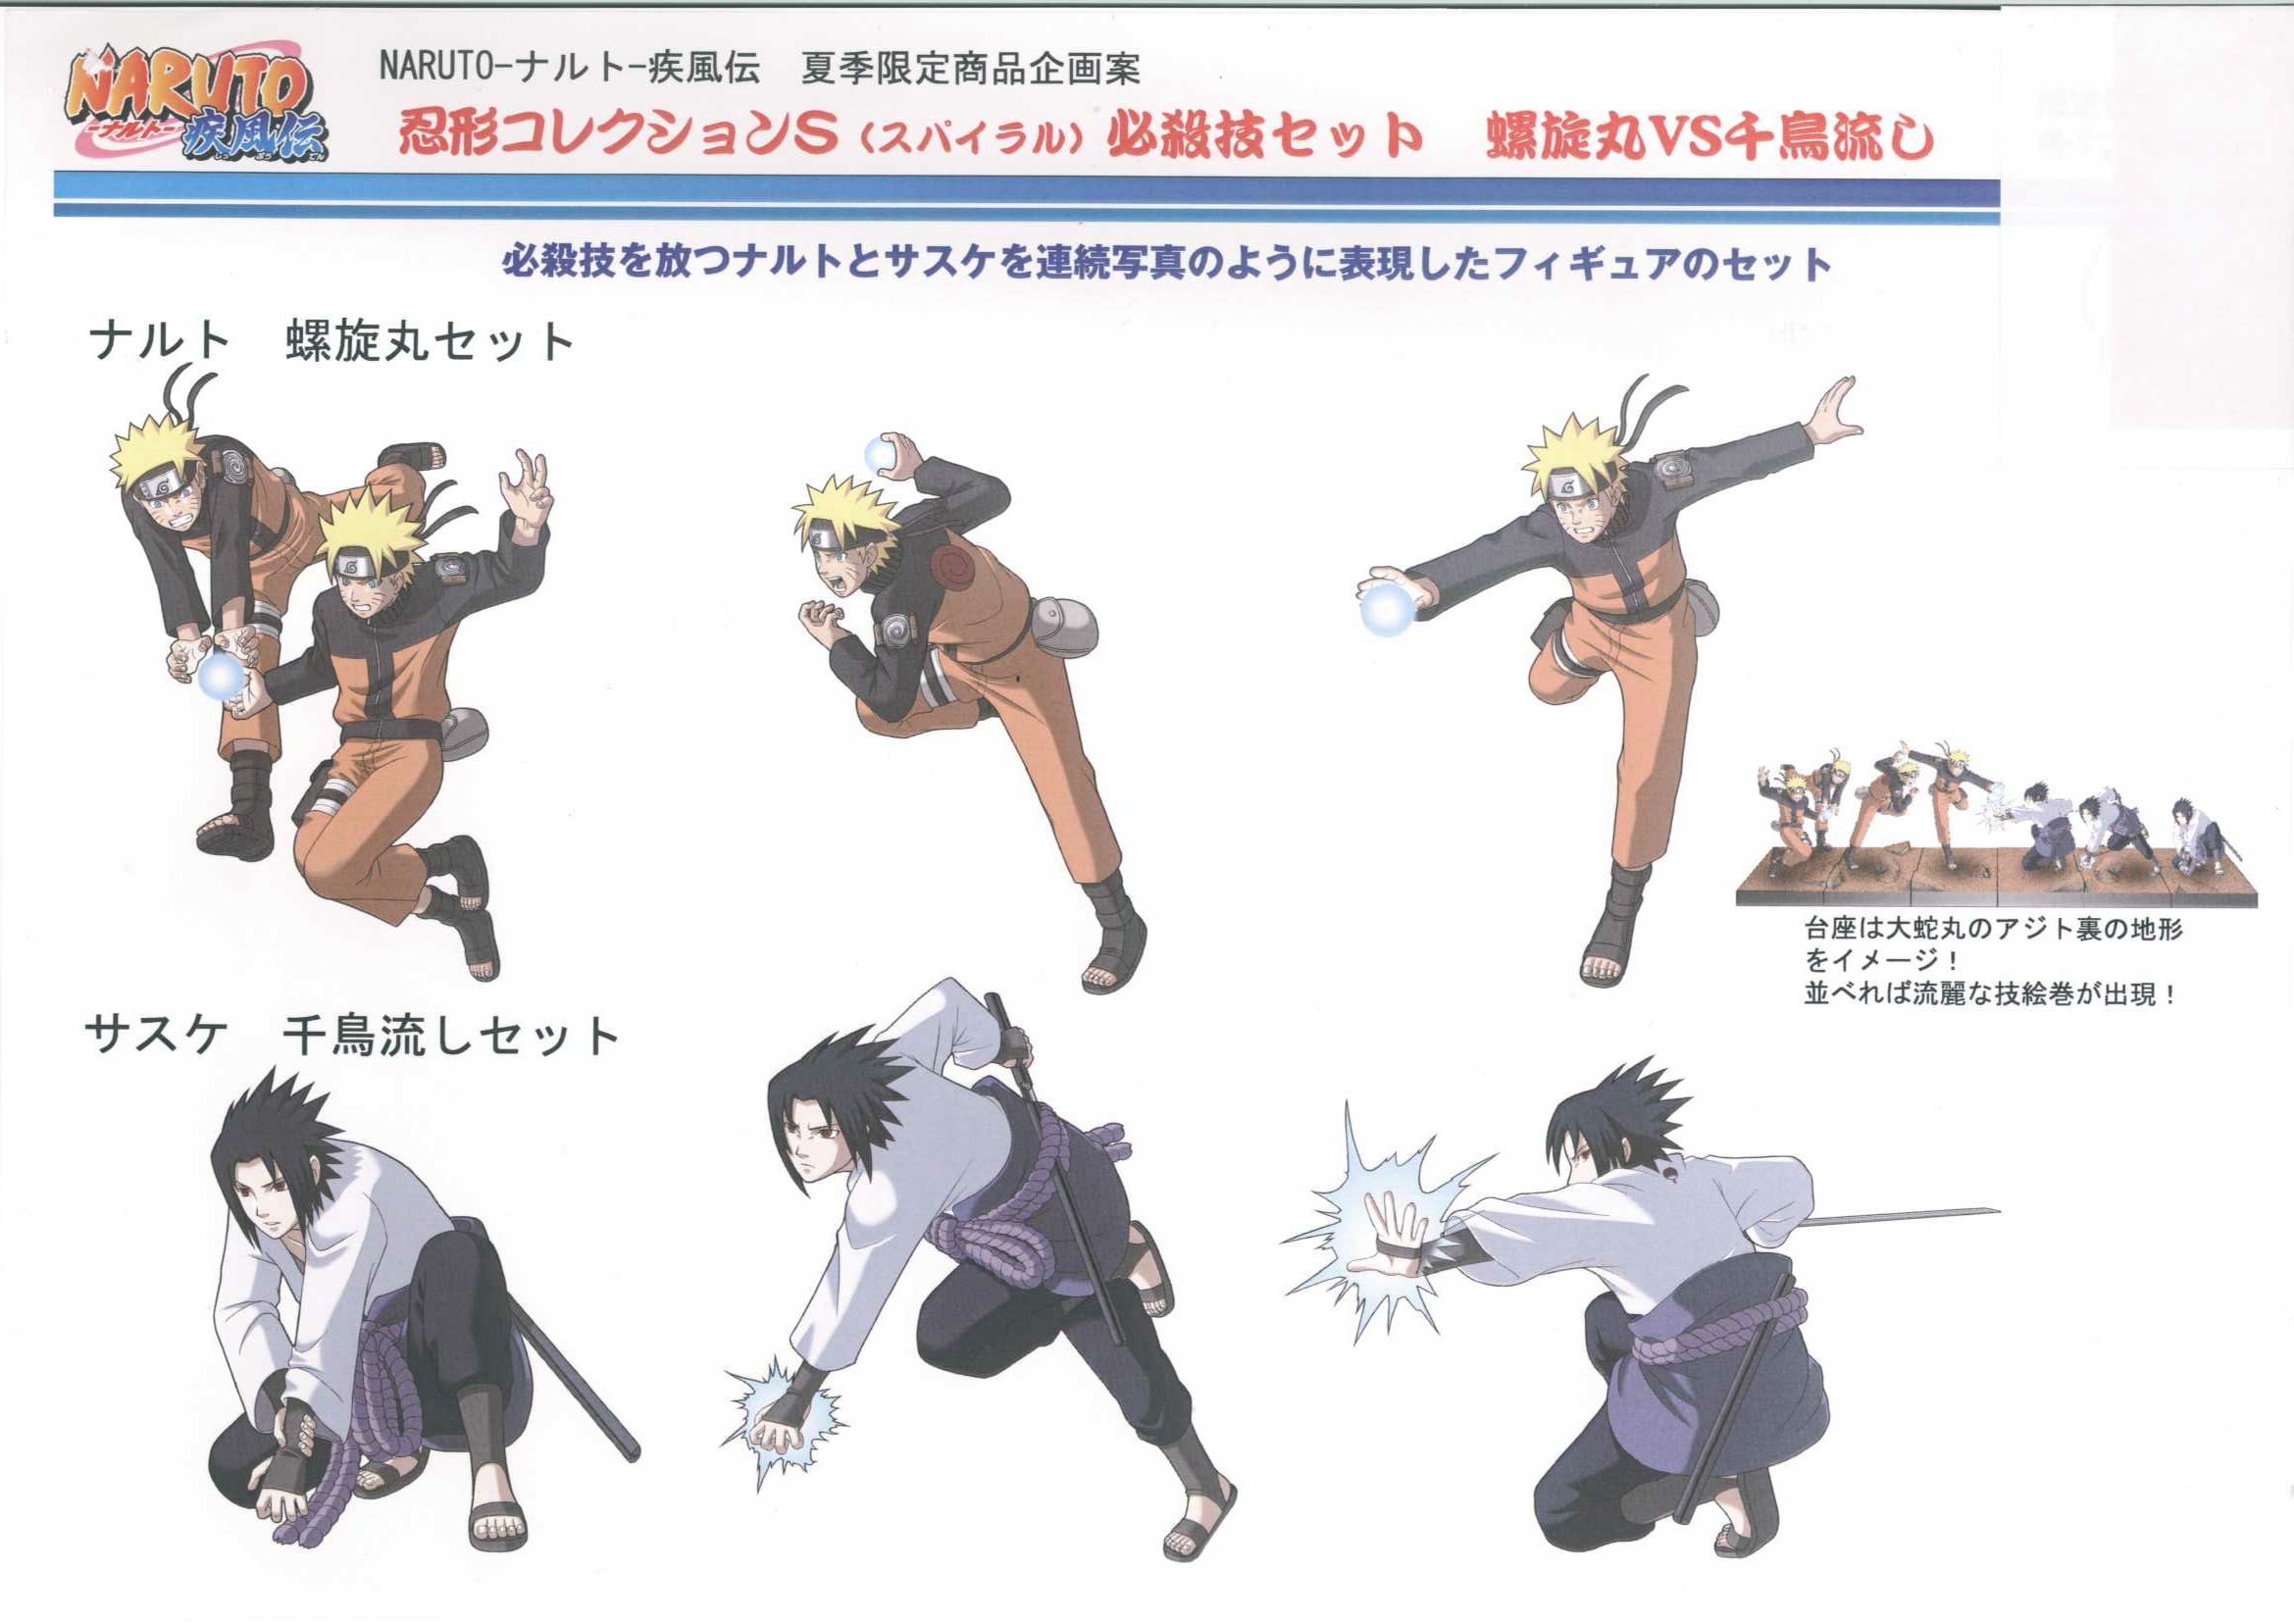 NARUTO
-ナルト-
疾風伝
しっ ぷう でん
NARUTO-ナルト-疾風伝　夏季限定商品企画案
忍形コレクションS（スパイラル）必殺技セット　螺旋丸VS千鳥流し
必殺技を放つナルトとサスケを連続写真のように表現したフィギュアのセット
ナルト　螺旋丸セット
台座は大蛇丸のアジト裏の地形
をイメージ！
並べれば流麗な技絵巻が出現！
サスケ　千鳥流しセット